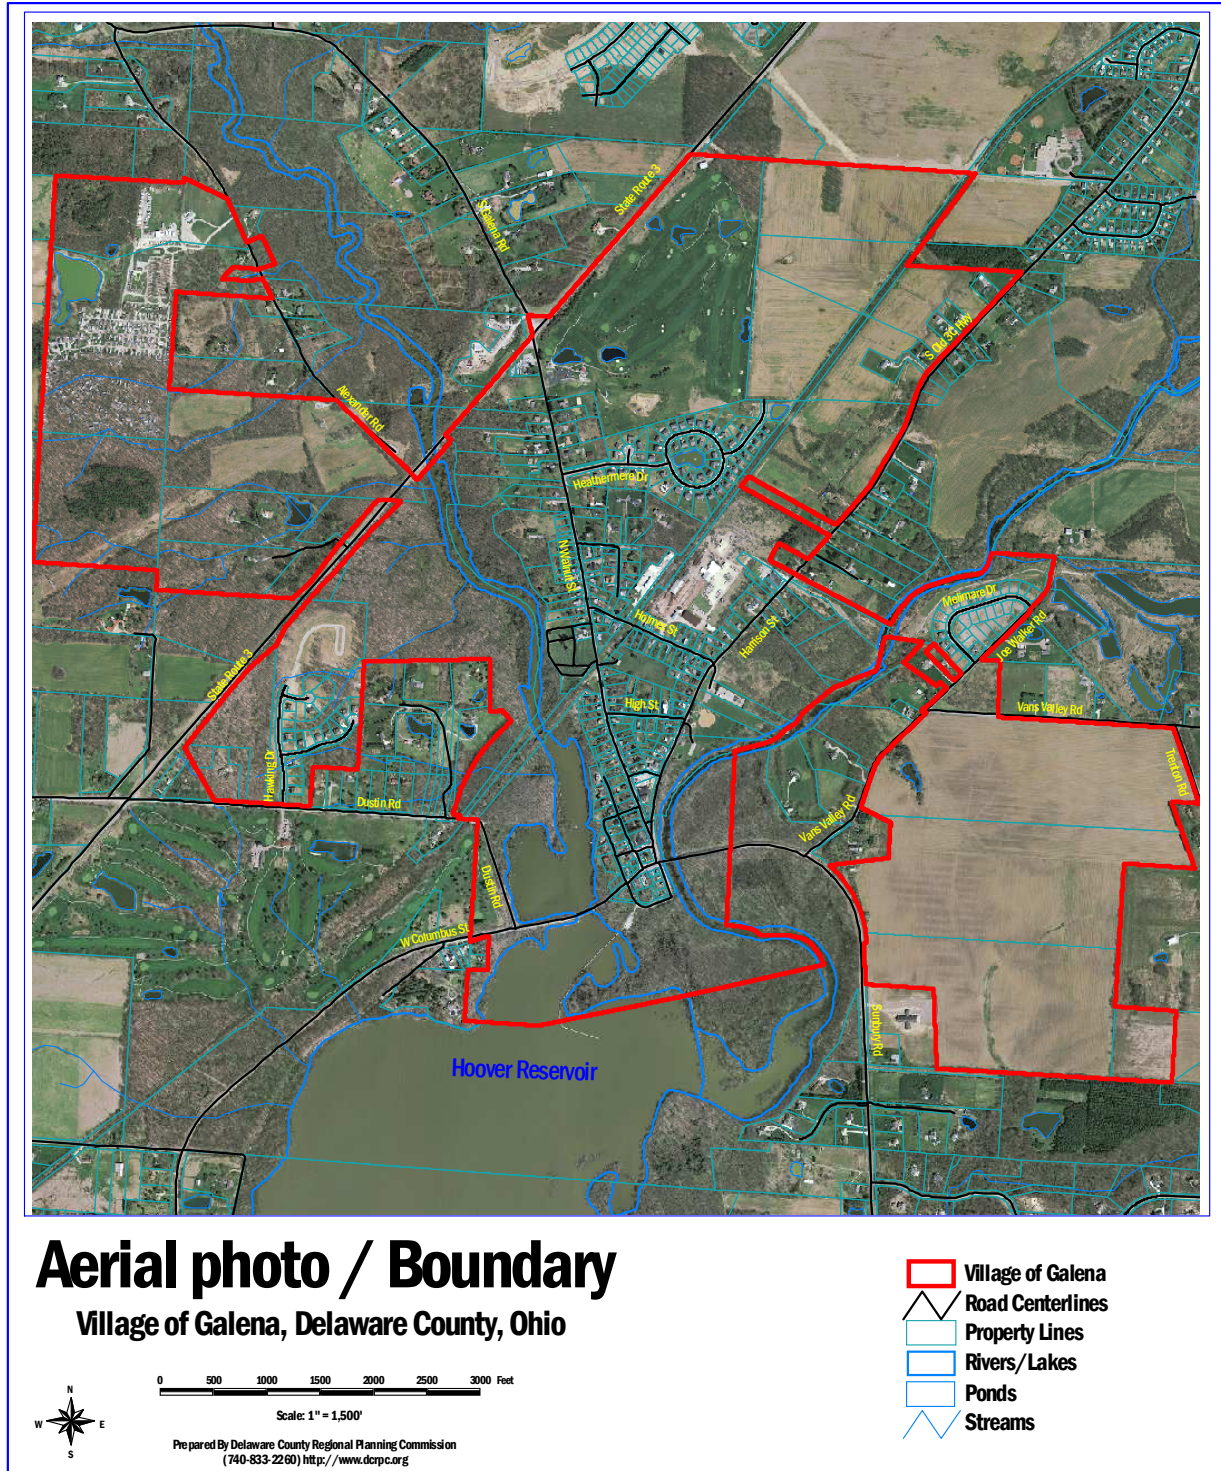 S Galena Rd
State Route 3
S Old 3C Hwy
Alexander Rd
Heathermere Dr
N Walnut St
Holmes St
Harrison St
Mellmare Dr
Joe Walker Rd
State Route 3
High St
Vans Valley Rd
Trenton Rd
Hawking Dr
Dustin Rd
Vans Valley Rd
Dustin Rd
W Columbus St
Sunbury Rd
Hoover Reservoir
Aerial photo / Boundary
Village of Galena, Delaware County, Ohio
Village of Galena
Road Centerlines
Property Lines
Rivers/Lakes
Ponds
Streams
0 500 1000 1500 2000 2500 3000 Feet
Scale: 1" = 1,500'
N
W E
S
Prepared By Delaware County Regional Planning Commission
(740-833-2260) http://www.dcrpc.org